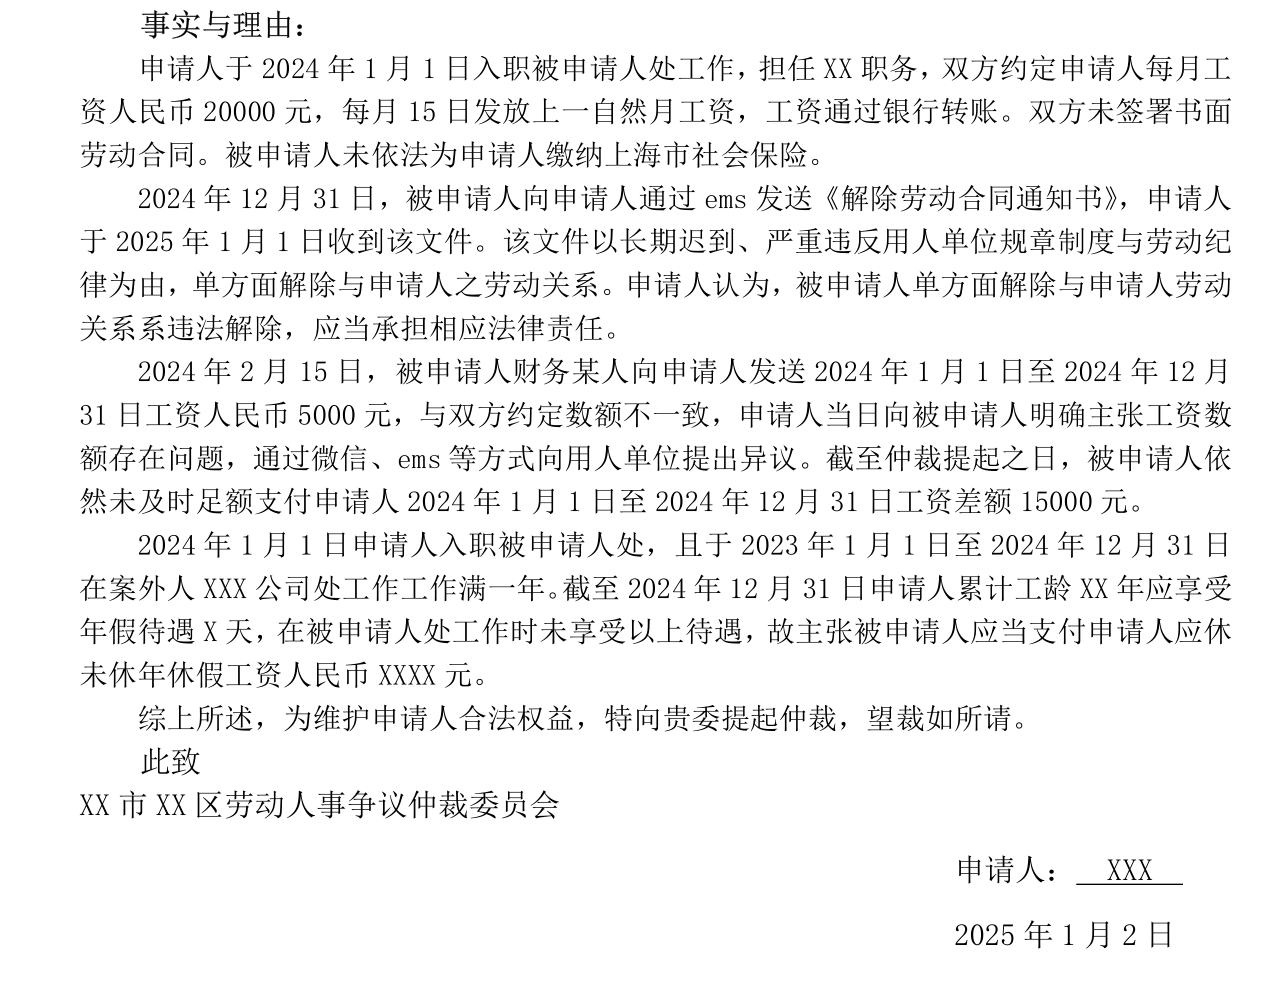 事实与理由：
申请人于 2024 年 1 月 1 日入职被申请人处工作，担任 XX 职务，双方约定申请人每月工
资人民币 20000 元，每月 15 日发放上一自然月工资，工资通过银行转账。双方未签署书面
劳动合同。被申请人未依法为申请人缴纳上海市社会保险。
2024 年 12 月 31 日，被申请人向申请人通过 ems 发送《解除劳动合同通知书》，申请人
于 2025 年 1 月 1 日收到该文件。该文件以长期迟到、严重违反用人单位规章制度与劳动纪
律为由，单方面解除与申请人之劳动关系。申请人认为，被申请人单方面解除与申请人劳动
关系系违法解除，应当承担相应法律责任。
2024 年 2 月 15 日，被申请人财务某人向申请人发送 2024 年 1 月 1 日至 2024 年 12 月
31 日工资人民币 5000 元，与双方约定数额不一致，申请人当日向被申请人明确主张工资数
额存在问题，通过微信、ems 等方式向用人单位提出异议。截至仲裁提起之日，被申请人依
然未及时足额支付申请人 2024 年 1 月 1 日至 2024 年 12 月 31 日工资差额 15000 元。
2024 年 1 月 1 日申请人入职被申请人处，且于 2023 年 1 月 1 日至 2024 年 12 月 31 日
在案外人 XXX 公司处工作工作满一年。截至 2024 年 12 月 31 日申请人累计工龄 XX 年应享受
年假待遇 X 天，在被申请人处工作时未享受以上待遇，故主张被申请人应当支付申请人应休
未休年休假工资人民币 XXXX 元。
综上所述，为维护申请人合法权益，特向贵委提起仲裁，望裁如所请。
此致
XX 市 XX 区劳动人事争议仲裁委员会
申请人：XXX
2025 年 1 月 2 日